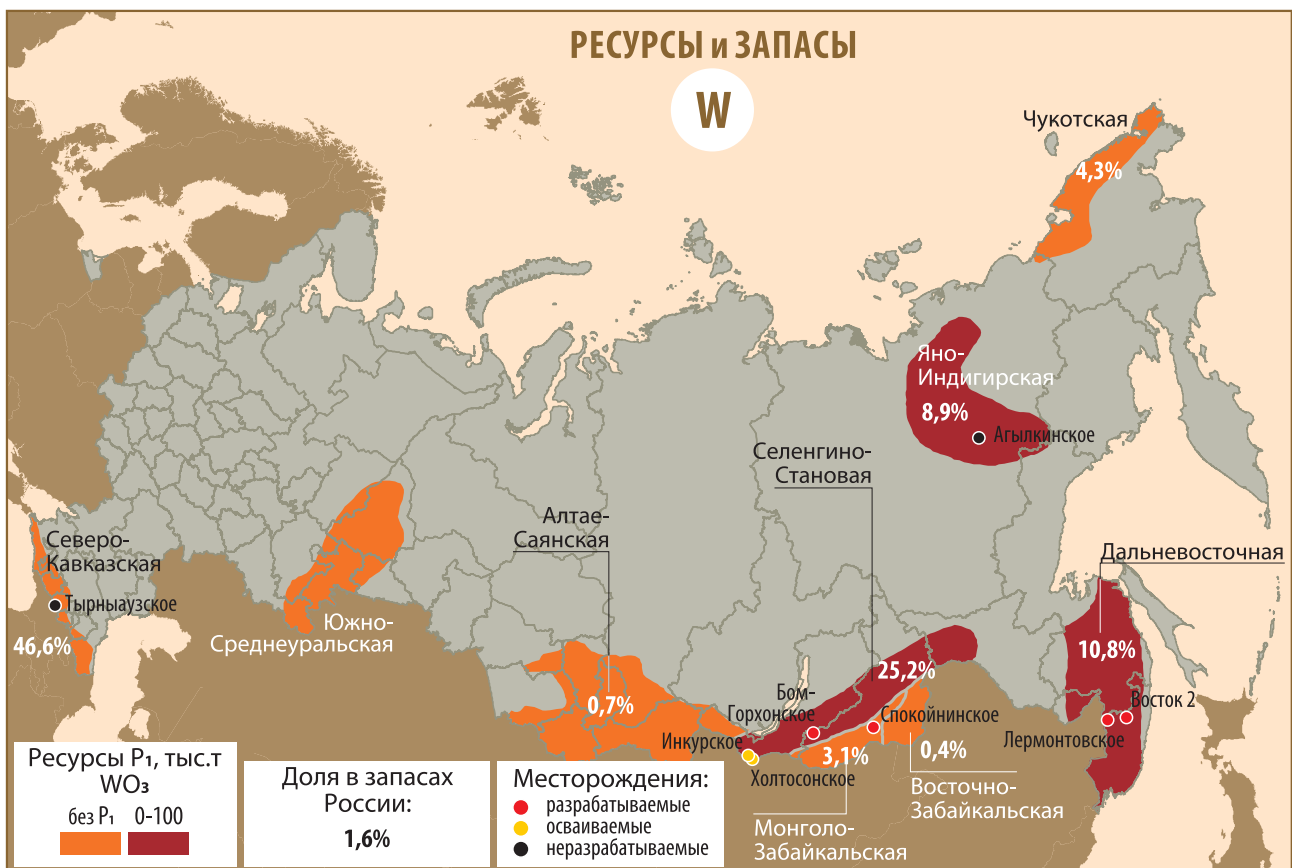 РЕСУРСЫ и ЗАПАСЫ
W
Чукотская
4,3%
Яно-
Индигирская
8,9%
Агылкинское
Селенгино-
Становая
Алтае-
Саянская
Северо-
Кавказская
Тырныаузское
46,6%
Южно-
Среднеуральская
Дальневосточная
10,8%
25,2%
0,7%
Бом-
Горхонское
Спокойнинское
Восток 2
Лермонтовское
Инкурское
Холтосонское
3,1%
0,4%
Восточно-
Забайкальская
Монголо-
Забайкальская
Ресурсы P₁, тыс.т
WO₃
без P₁ 0-100
Доля в запасах
России:
1,6%
Месторождения:
разрабатываемые
осваиваемые
неразрабатываемые